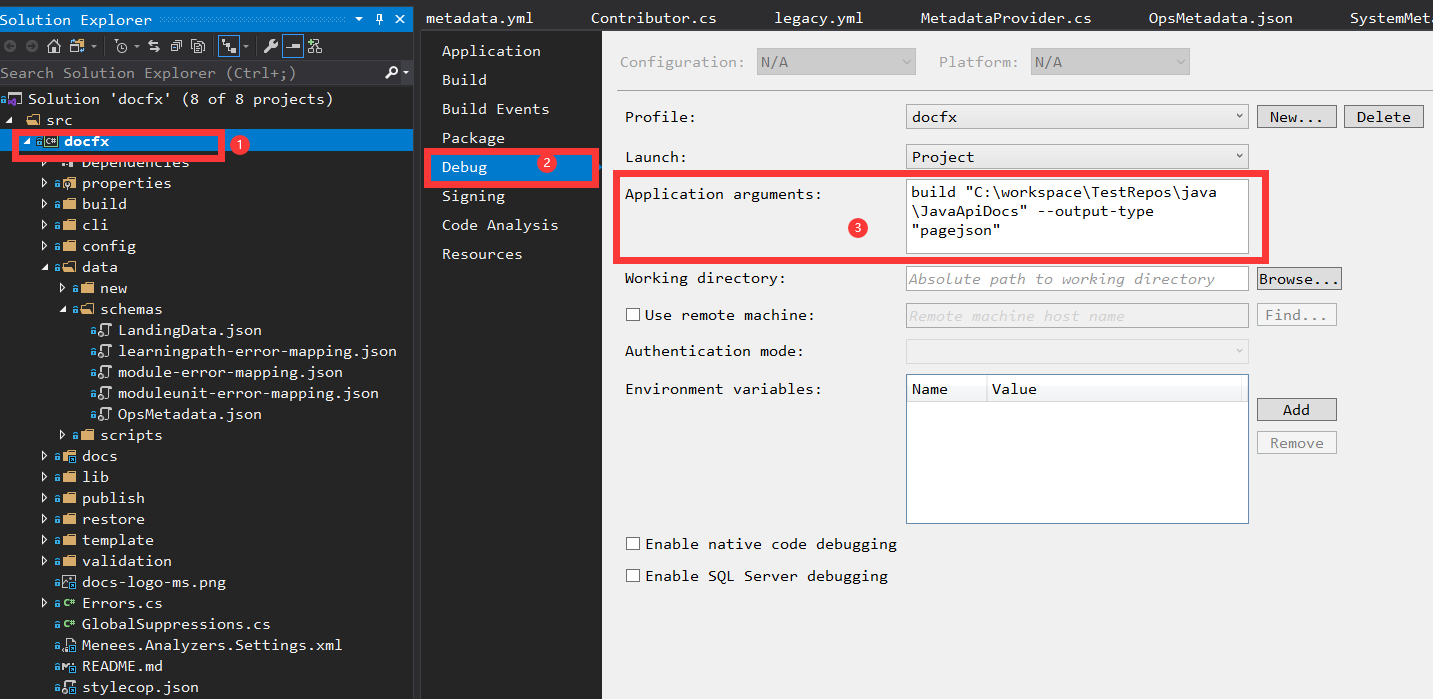 Solution Explorer
Search Solution Explorer (Ctrl+;)
Solution 'docfx' (8 of 8 projects)
src
docfx
1
Dependencies
properties
build
cli
config
data
new
schemas
LandingData.json
learningpath-error-mapping.json
module-error-mapping.json
moduleunit-error-mapping.json
OpsMetadata.json
scripts
docs
lib
publish
restore
template
validation
docs-logo-ms.png
Errors.cs
GlobalSuppressions.cs
Menees.Analyzers.Settings.xml
README.md
stylecop.json
metadata.yml Contributor.cs legacy.yml MetadataProvider.cs OpsMetadata.json SystemMeta
Application
Build
Build Events
Package
Debug 2
Signing
Code Analysis
Resources
Configuration: N/A Platform: N/A
Profile: docfx New... Delete
Launch: Project
Application arguments: build "C:\workspace\TestRepos\java
\JavaApiDocs" --output-type
3 "pagejson"
Working directory: Absolute path to working directory Browse...
Use remote machine: Remote machine host name Find...
Authentication mode:
Environment variables: Name Value
Add
Remove
Enable native code debugging
Enable SQL Server debugging